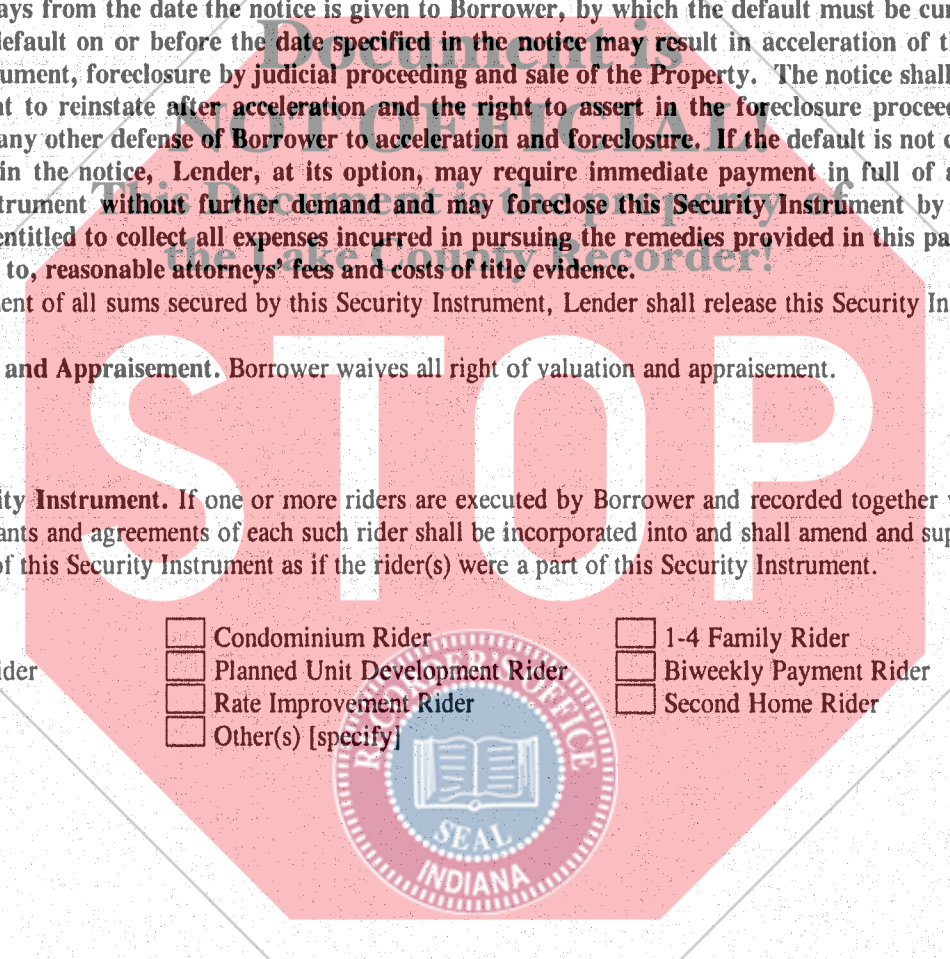 ays from the date the notice is given to Borrower, by which the default must be cu
Document is
default on or before the date specified in the notice may result in acceleration of t
ument, foreclosure by judicial proceeding and sale of the Property. The notice shall
nt to reinstate after acceleration and the right to assert in the foreclosure procee
NOT OFFICIAL!
any other defense of Borrower to acceleration and foreclosure. If the default is not c
in the notice, Lender, at its option, may require immediate payment in full of a
This Document is the property of
trument without further demand and may foreclose this Security Instrument by
entitled to collect all expenses incurred in pursuing the remedies provided in this pa
the Lake County Recorder!
to, reasonable attorneys' fees and costs of title evidence.
ent of all sums secured by this Security Instrument, Lender shall release this Security In
and Appraisement. Borrower waives all right of valuation and appraisement.
STOP
ity Instrument. If one or more riders are executed by Borrower and recorded together
ants and agreements of each such rider shall be incorporated into and shall amend and sup
of this Security Instrument as if the rider(s) were a part of this Security Instrument.
Condominium Rider
1-4 Family Rider
ider
Planned Unit Development Rider
Biweekly Payment Rider
Rate Improvement Rider
Second Home Rider
Other(s) [specify]
RECORDER'S OFFICE
SEAL
INDIANA